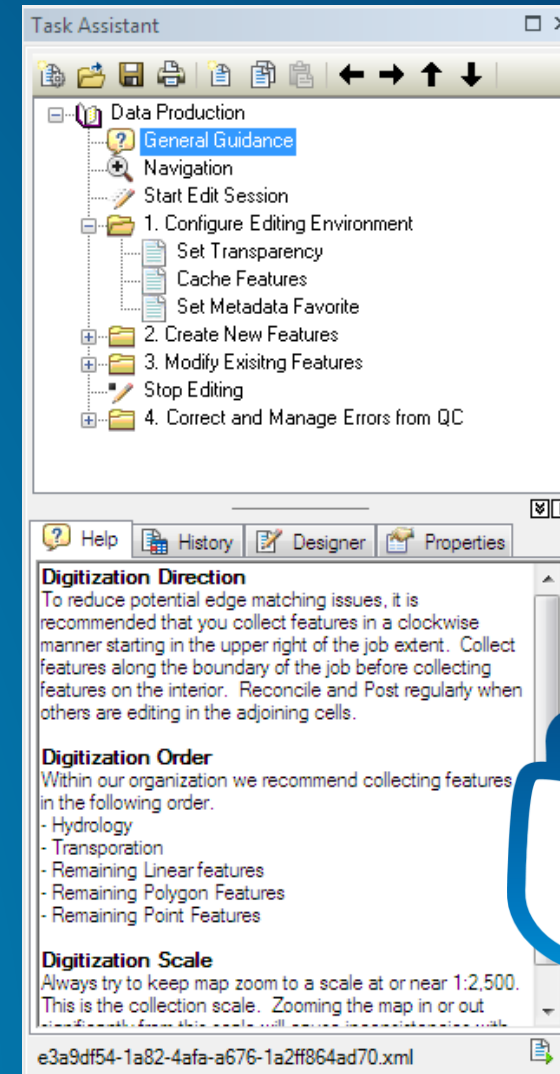 Task Assistant
Data Production
General Guidance
Navigation
Start Edit Session
1. Configure Editing Environment
Set Transparency
Cache Features
Set Metadata Favorite
2. Create New Features
3. Modify Exisitng Features
Stop Editing
4. Correct and Manage Errors from QC
Help History Designer Properties
Digitization Direction
To reduce potential edge matching issues, it is
recommended that you collect features in a clockwise
manner starting in the upper right of the job extent. Collect
features along the boundary of the job before collecting
features on the interior. Reconcile and Post regularly when
others are editing in the adjoining cells.
Digitization Order
Within our organization we recommend collecting features
in the following order.
- Hydrology
- Transporation
- Remaining Linear features
- Remaining Polygon Features
- Remaining Point Features
Digitization Scale
Always try to keep map zoom to a scale at or near 1:2,500.
This is the collection scale. Zooming the map in or out
e3a9df54-1a82-4afa-a676-1a2ff864ad70.xml